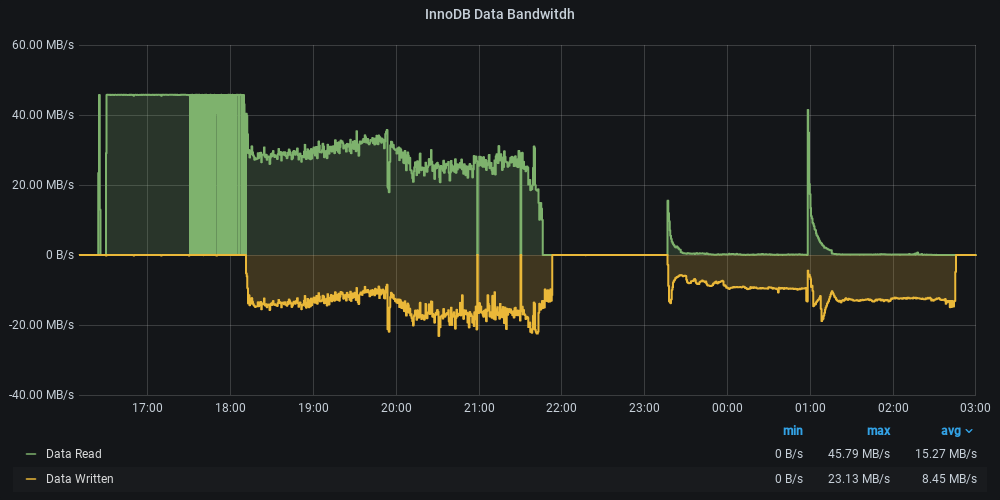 InnoDB Data Bandwitdh
60.00 MB/s
40.00 MB/s
20.00 MB/s
0 B/s
-20.00 MB/s
-40.00 MB/s
17:00 18:00 19:00 20:00 21:00 22:00 23:00 00:00 01:00 02:00 03:00
min max avg
Data Read 0 B/s 45.79 MB/s 15.27 MB/s
Data Written 0 B/s 23.13 MB/s 8.45 MB/s